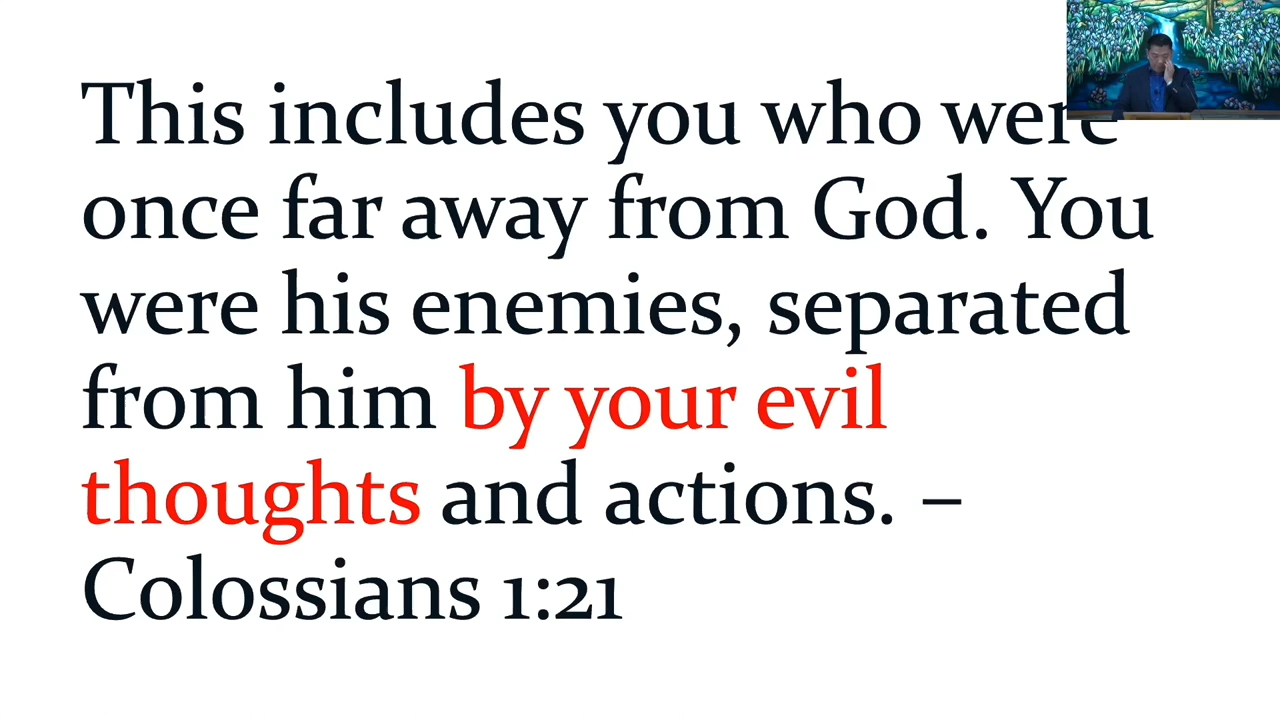 This includes you who were
once far away from God. You
were his enemies, separated
from him by your evil
thoughts and actions. –
Colossians 1:21